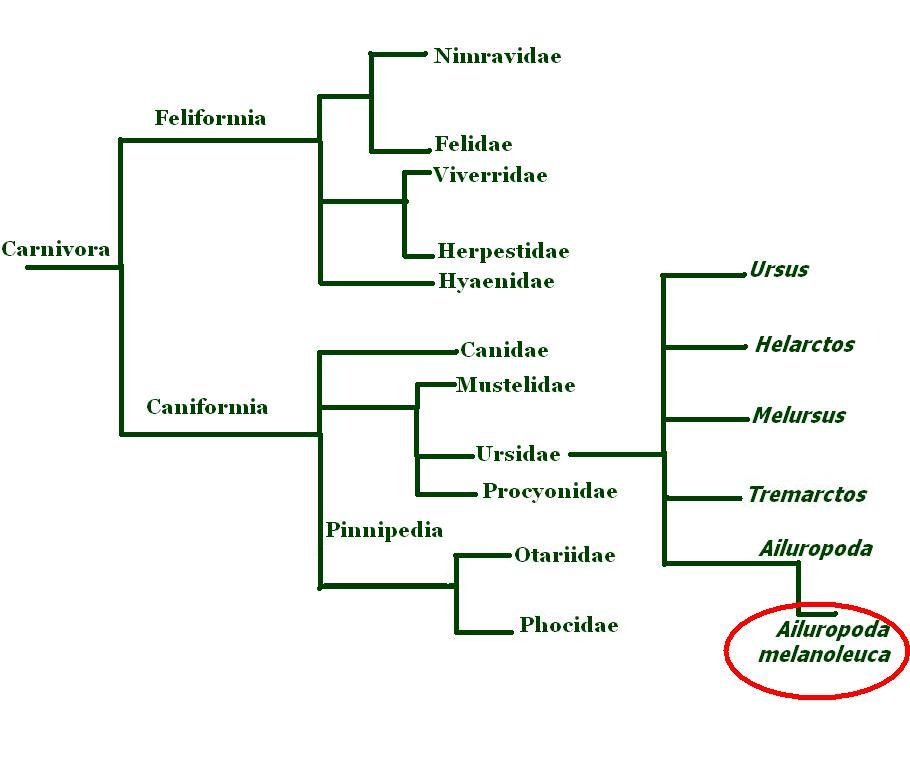 Nimravidae
Feliformia
Felidae
Viverridae
Carnivora
Herpestidae
Hyaenidae
Ursus
Helarctos
Canidae
Mustelidae
Caniformia
Melursus
Ursidae
Procyonidae
Tremarctos
Pinnipedia
Otariidae
Ailuropoda
Phocidae
Ailuropoda
melanoleuca